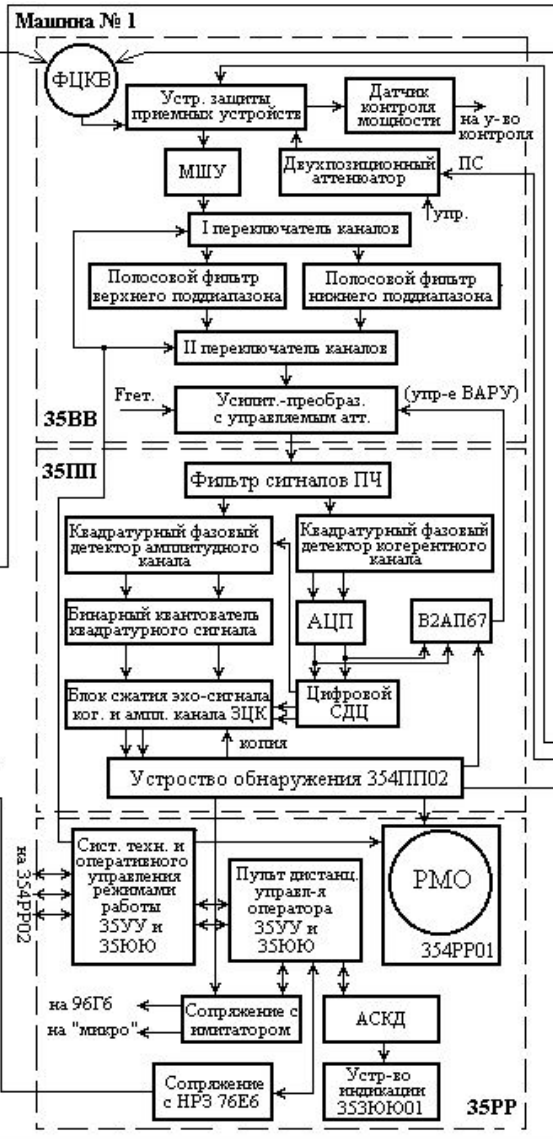 Машина № 1
ФЦКВ
Устр. защиты
приемных устройств
Датчик
контроля
мощности
на у-во
контроля
МШУ
Двухпозиционный
аттенюатор
ПС
упр.
I переключатель каналов
Полосовой фильтр
верхнего поддиапазона
Полосовой фильтр
нижнего поддиапазона
II переключатель каналов
Fгет.
Усилит.-преобраз.
с управляемым атт.
(упр-е ВАРУ)
35ВВ
35ПП
Фильтр сигналов ПЧ
Квадратурный фазовый
детектор амплитудного
канала
Квадратурный фазовый
детектор когерентного
канала
Бинарный квантователь
квадратурного сигнала
АЦП
В2АП67
Блок сжатия эхо-сигнала
ког. и ампл. канала ЗЦК
Цифровой
СДЦ
копия
Устроство обнаружения 354ПП02
на 354РР02
Сист. техн. и
оперативного
управления
режимами
работы
35УУ и
35ЮЮ
Пульт дистанц.
управл-я
оператора
35УУ и
35ЮЮ
РМО
354РР01
на 96Г6
на "микро"
Сопряжение с
имитатором
АСКД
Сопряжение
с НРЗ 76Е6
Устр-во
индикации
353ЮЮ01
35РР